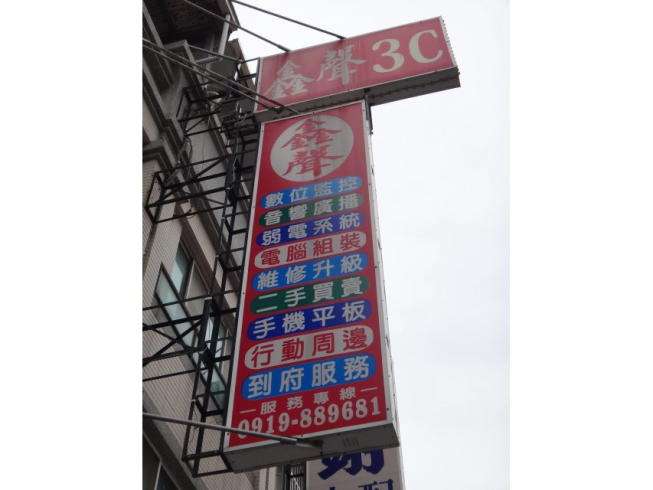 鑫聲3C
鑫聲
數位監控
音響廣播
弱電系統
電腦組裝
維修升級
二手買賣
手機平板
行動周邊
到府服務
服務專線
0919-889681